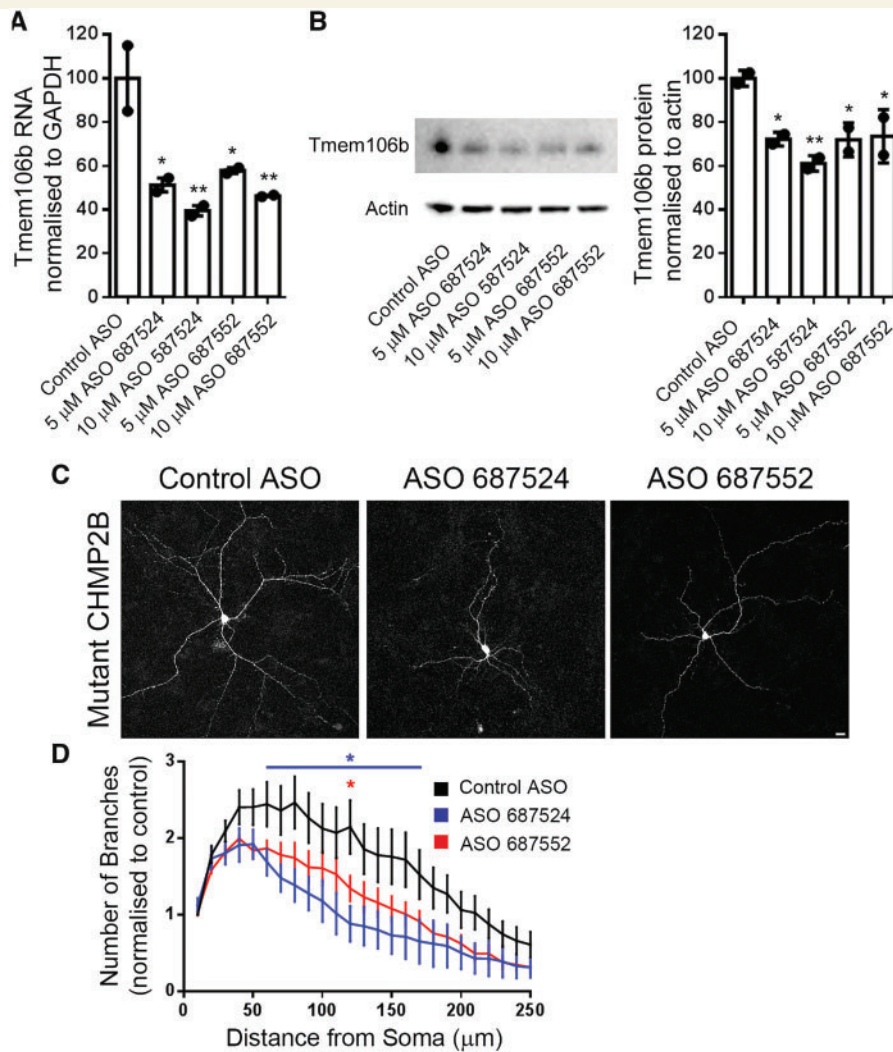 A
Tmem106b RNA
normalised to GAPDH
120
100
80
60
40
20
0
*
**
*
**
Control ASO
5 µM ASO 687524
10 µM ASO 587524
5 µM ASO 687552
10 µM ASO 687552
B
Tmem106b
Actin
Control ASO
5 µM ASO 687524
10 µM ASO 587524
5 µM ASO 687552
10 µM ASO 687552
Tmem106b protein
normalised to actin
120
100
80
60
40
20
0
*
**
*
*
Control ASO
5 µM ASO 687524
10 µM ASO 587524
5 µM ASO 687552
10 µM ASO 687552
C
Control ASO
ASO 687524
ASO 687552
Mutant CHMP2B
D
Number of Branches
(normalised to control)
3
2
1
0
*
*
Control ASO
ASO 687524
ASO 687552
0
50
100
150
200
250
Distance from Soma (µm)